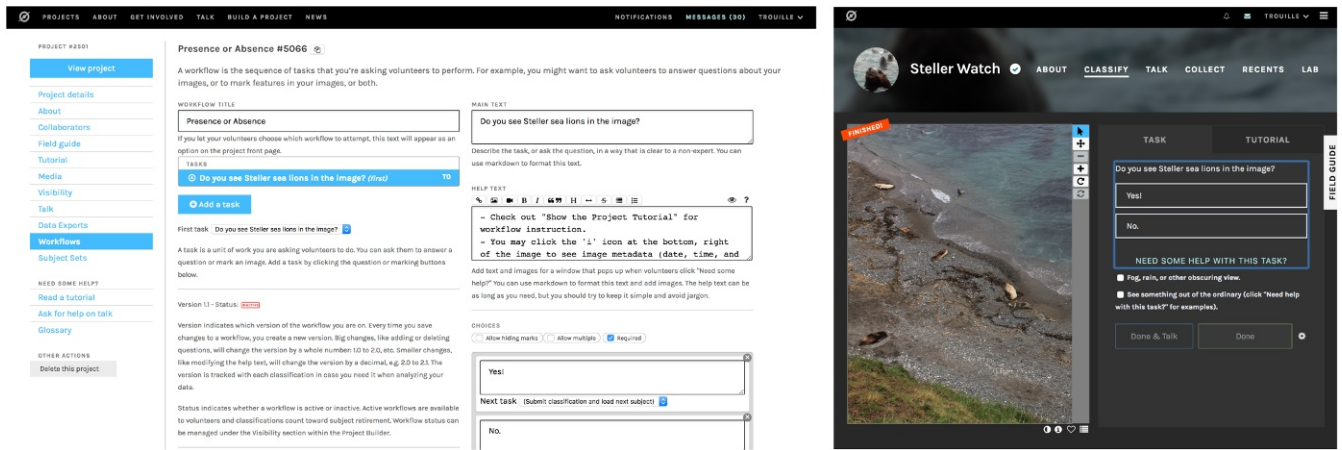 PROJECTS ABOUT GET INVOLVED TALK BUILD A PROJECT NEWS
NOTIFICATIONS MESSAGES (30) TROUILLE
PROJECT #2501
View project
Project details
About
Collaborators
Field guide
Tutorial
Media
Visibility
Talk
Data Exports
Workflows
Subject Sets
NEED SOME HELP?
Read a tutorial
Ask for help on talk
Glossary
OTHER ACTIONS
Delete this project
Presence or Absence #5066
A workflow is the sequence of tasks that you're asking volunteers to perform. For example, you might want to ask volunteers to answer questions about your
images, or to mark features in your images, or both.
WORKFLOW TITLE
Presence or Absence
If you let your volunteers choose which workflow to attempt, this text will appear as an
option on the project front page.
TASKS
Do you see Steller sea lions in the image? (first) T0
Add a task
First task Do you see Steller sea lions in the image?
A task is a unit of work you are asking volunteers to do. You can ask them to answer a
question or mark an image. Add a task by clicking the question or marking buttons
below.
Version 1.1 - Status:
Version indicates which version of the workflow you are on. Every time you save
changes to a workflow, you create a new version. Big changes, like adding or deleting
questions, will change the version by a whole number: 1.0 to 2.0, etc. Smaller changes,
like modifying the help text, will change the version by a decimal, e.g. 2.0 to 2.1. The
version is tracked with each classification in case you need it when analyzing your
data.
Status indicates whether a workflow is active or inactive. Active workflows are available
to volunteers and classifications count toward subject retirement. Workflow status can
be managed under the Visibility section within the Project Builder.
MAIN TEXT
Do you see Steller sea lions in the image?
Describe the task, or ask the question, in a way that is clear to a non-expert. You can
use markdown to format this text.
HELP TEXT
B I H S ?
- Check out "Show the Project Tutorial" for
workflow instruction.
- You may click the 'i' icon at the bottom, right
of the image to see image metadata (date, time, and
Add text and images for a window that pops up when volunteers click "Need some
help?" You can use markdown to format this text and add images. The help text can be
as long as you need, but you should try to keep it simple and avoid jargon.
CHOICES
Allow hiding marks Allow multiple Required
Yes!
Next task (Submit classification and load next subject)
No.
TROUILLE
Steller Watch ABOUT CLASSIFY TALK COLLECT RECENTS LAB
FINISHED!
TASK TUTORIAL
FIELD GUIDE
Do you see Steller sea lions in the image?
Yes!
No.
NEED SOME HELP WITH THIS TASK?
Fog, rain, or other obscuring view.
See something out of the ordinary (click "Need help
with this task?" for examples).
Done & Talk Done